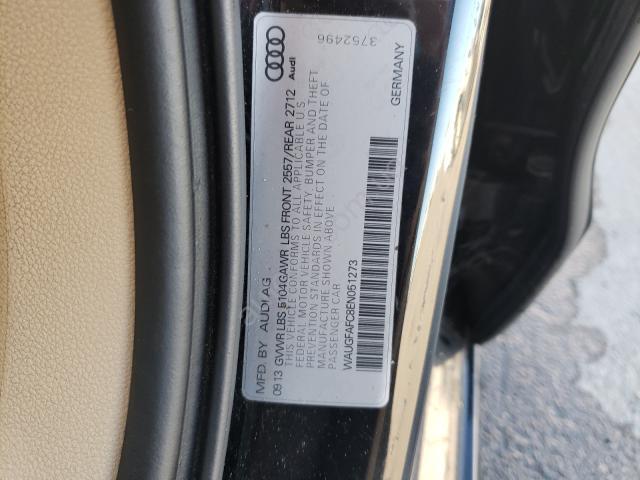 MFD BY AUDI AG
Audi
09 13 GVWR LBS 5104GAWR LBS FRONT 2557/REAR 2712
THIS VEHICLE CONFORMS TO ALL APPLICABLE U S
FEDERAL MOTOR VEHICLE SAFETY, BUMPER AND THEFT
PREVENTION STANDARDS IN EFFECT ON THE DATE OF
MANUFACTURE SHOWN ABOVE
PASSENGER CAR
WAUGFAFC8EN051273
3752496
GERMANY